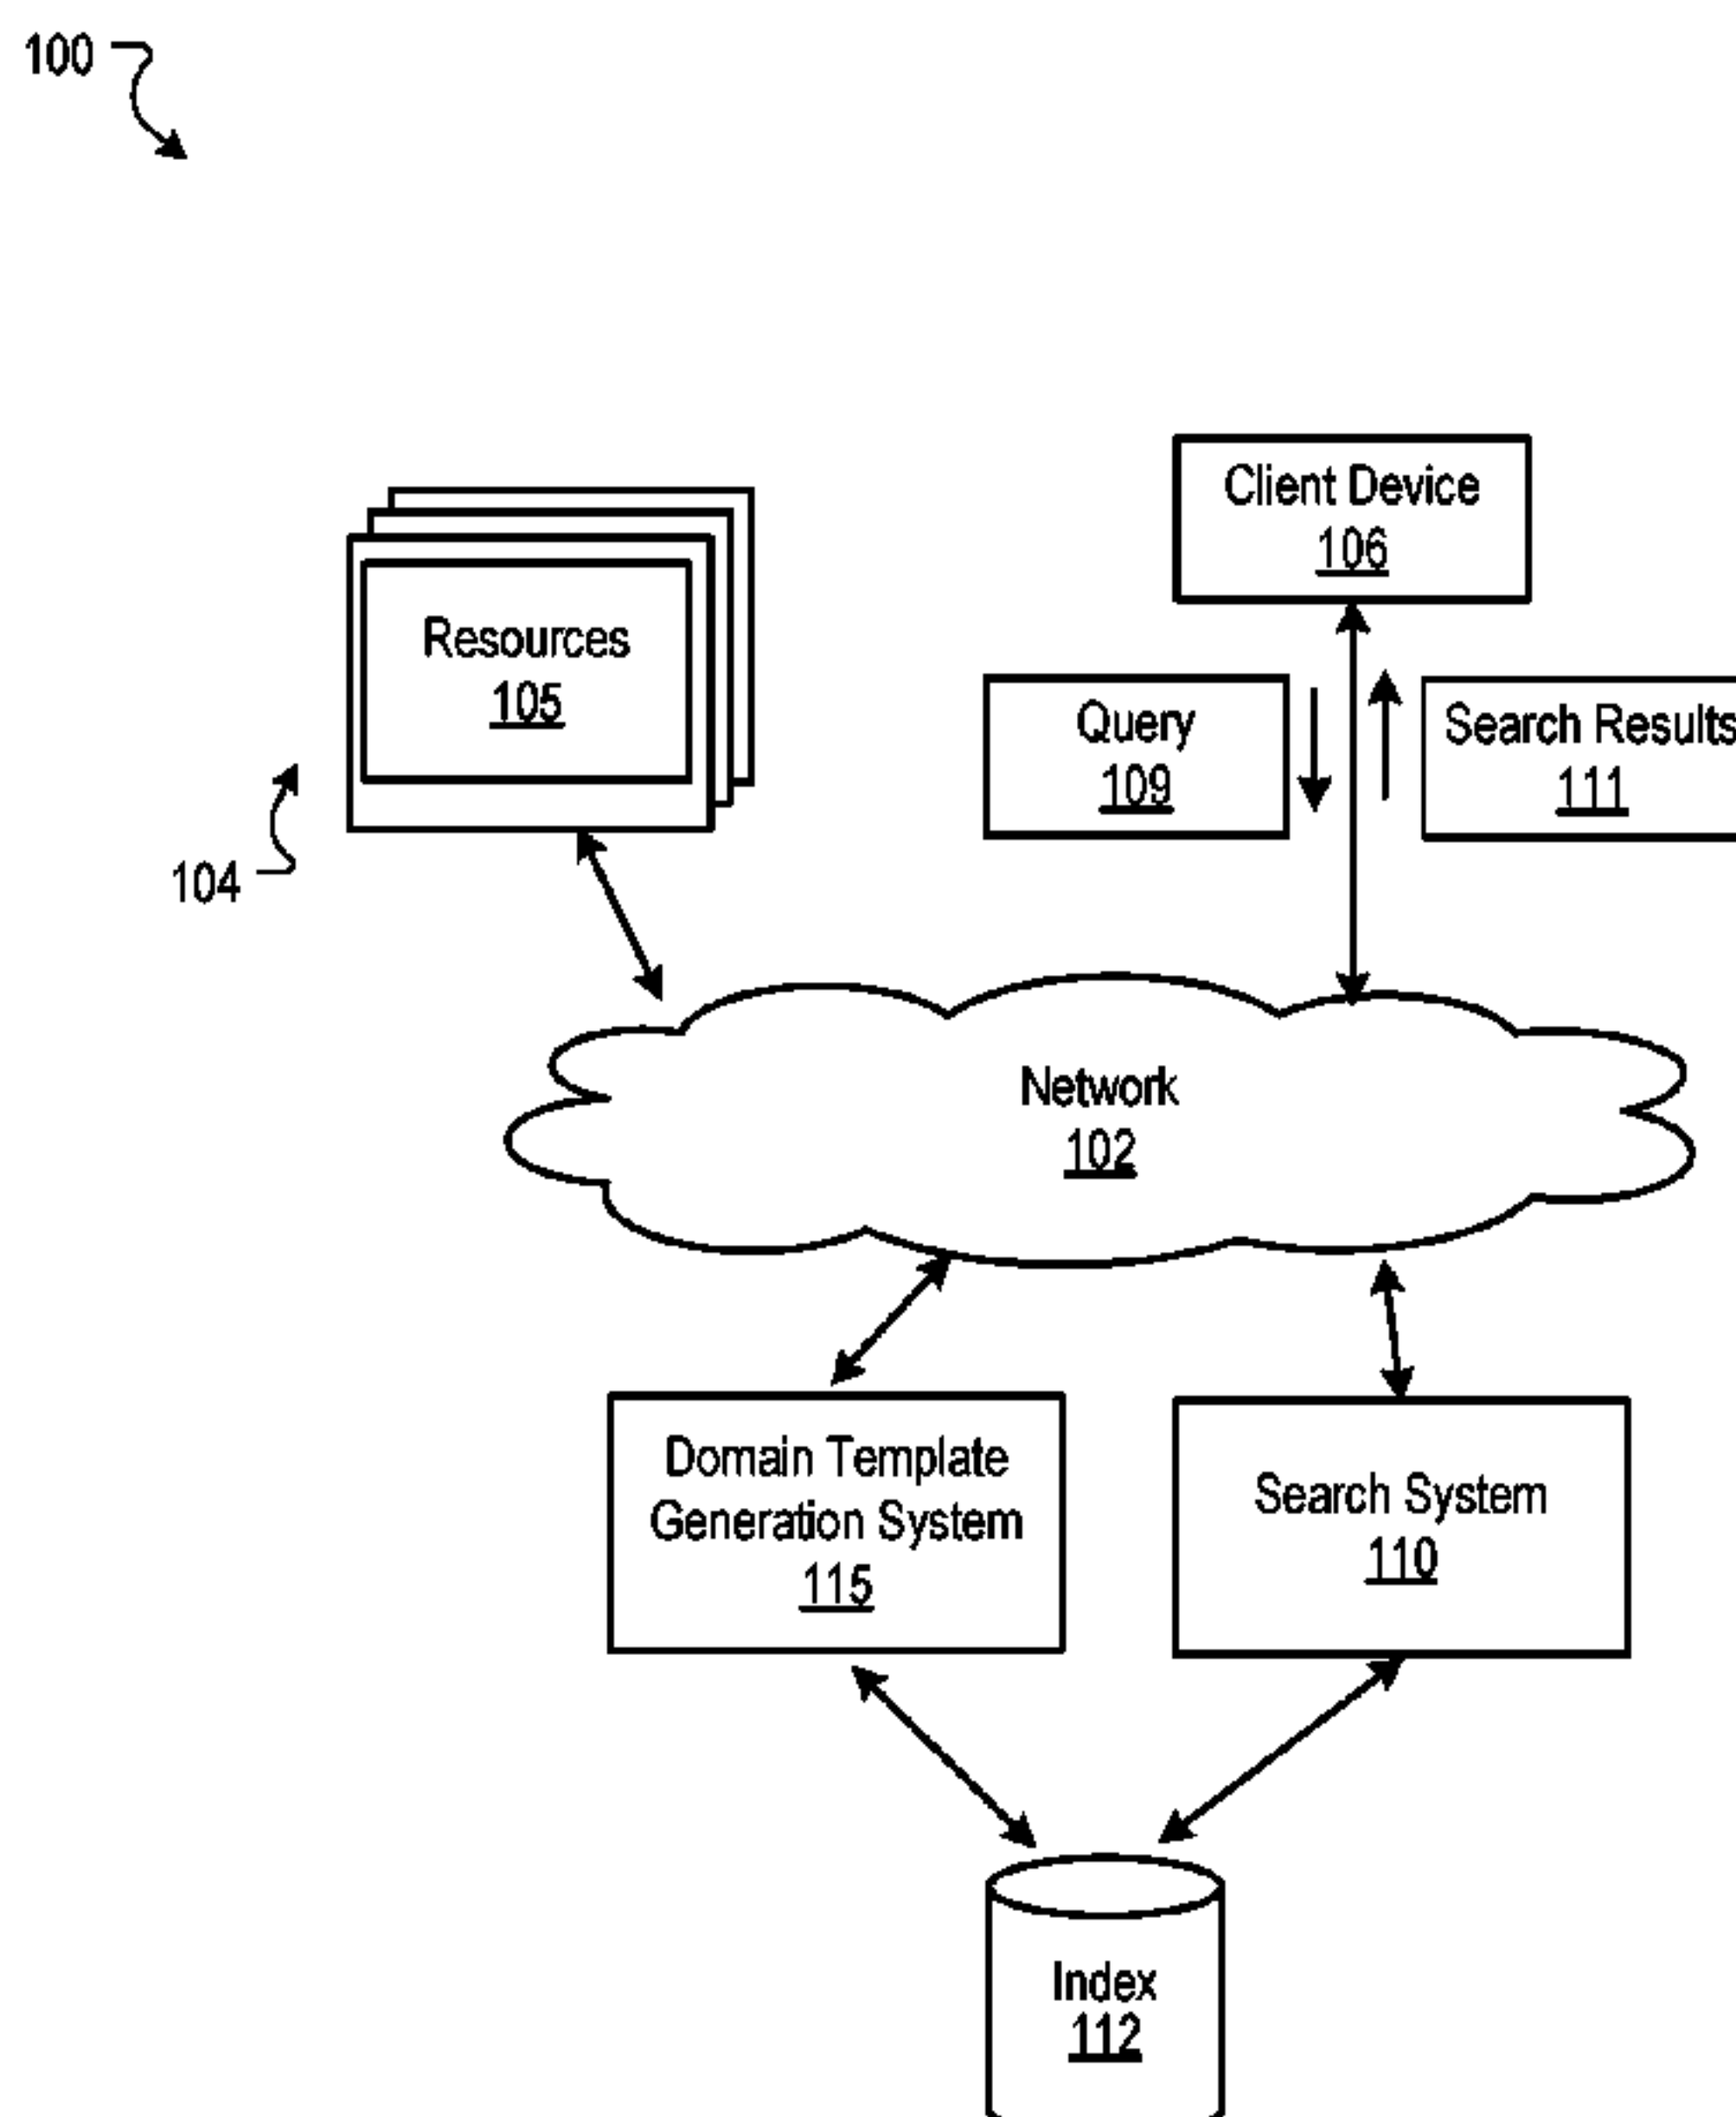 100
Client Device
106
Resources
105
Query
109
Search Results
111
104
Network
102
Domain Template
Generation System
115
Search System
110
Index
112